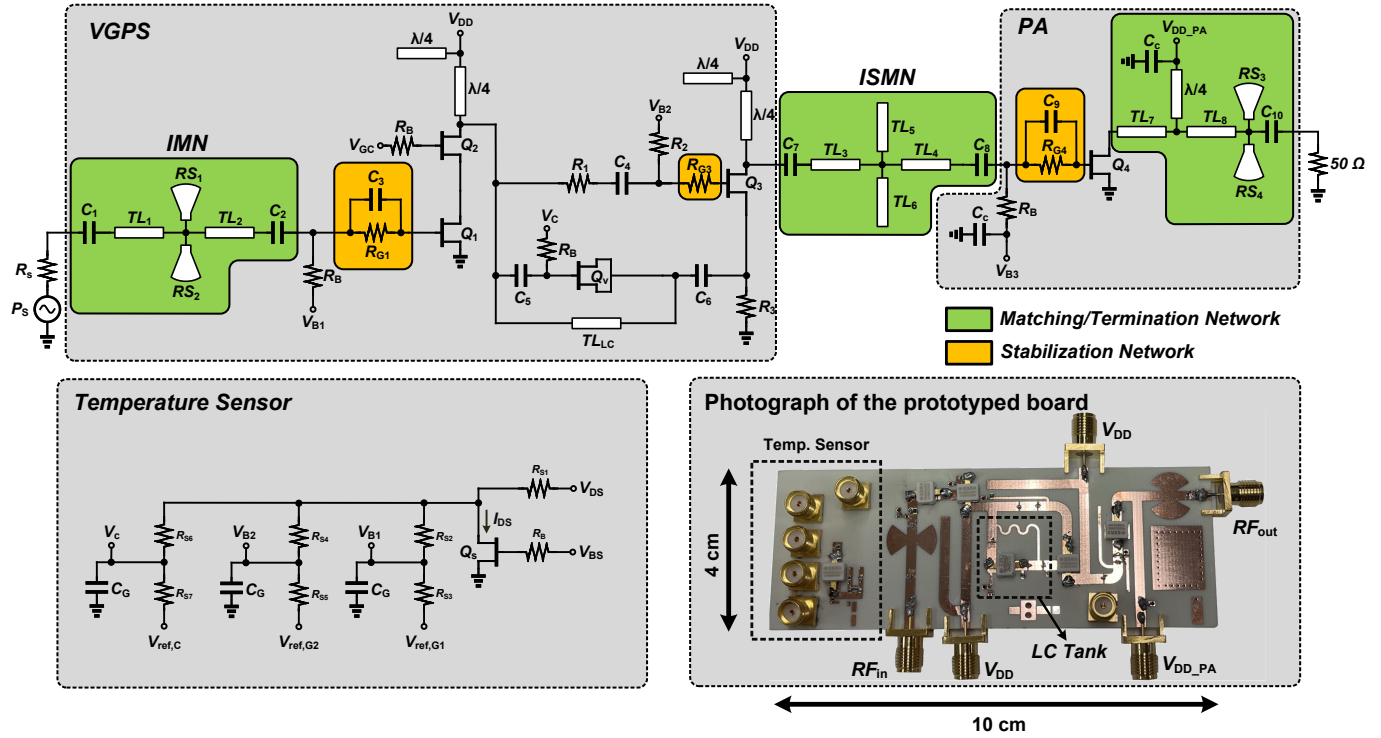 VGPS
IMN
RS1
RS2
C1
TL1
TL2
C2
Rs
PS
RB
VB1
C3
RG1
VGC
RB
Q2
Q1
VDD
λ/4
λ/4
R1
C4
VB2
R2
RG3
Q3
VDD
λ/4
λ/4
VC
RB
C5
Qv
C6
R3
TLLC
ISMN
C7
TL3
TL5
TL4
TL6
C8
PA
C9
RG4
Q4
RB
Cc
VB3
VDD_PA
Cc
λ/4
TL7
TL8
RS3
RS4
C10
50 Ω
Matching/Termination Network
Stabilization Network
Temperature Sensor
RS1
VDS
IDS
Qs
RB
VBS
RS6
RS4
RS2
Vc
VB2
VB1
CG
CG
CG
RS7
RS5
RS3
Vref,C
Vref,G2
Vref,G1
Photograph of the prototyped board
Temp. Sensor
VDD
RFout
4 cm
LC Tank
RFin
VDD
VDD_PA
10 cm